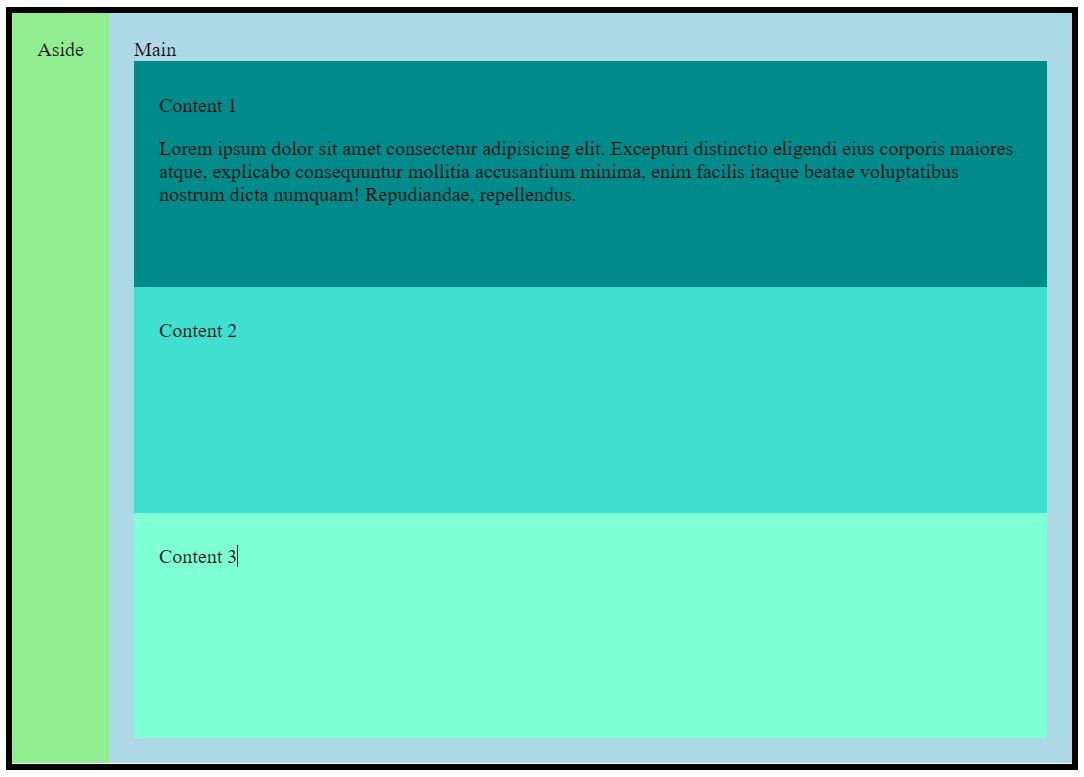 Aside
Main
Content 1
Lorem ipsum dolor sit amet consectetur adipisicing elit. Excepturi distinctio eligendi eius corporis maiores
atque, explicabo consequuntur mollitia accusantium minima, enim facilis itaque beatae voluptatibus
nostrum dicta numquam! Repudiandae, repellendus.
Content 2
Content 3